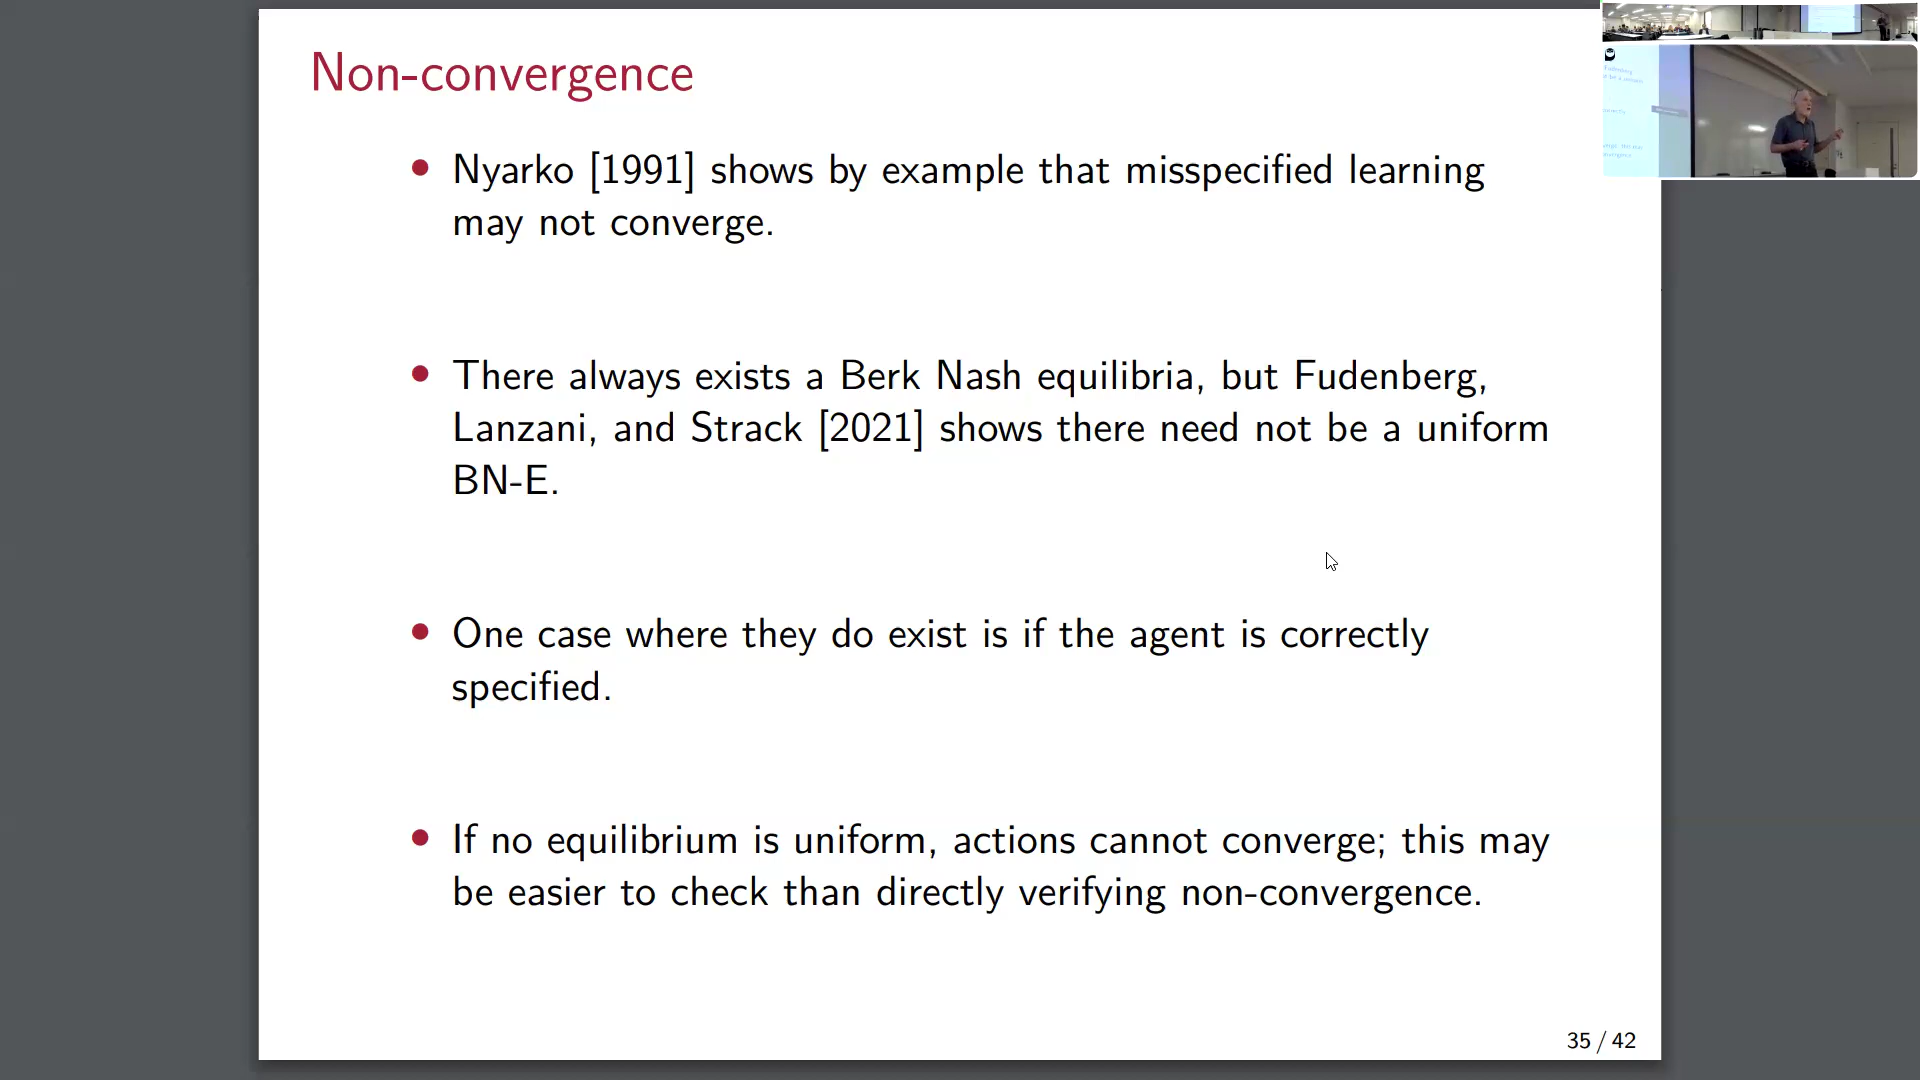 Non-convergence
• Nyarko [1991] shows by example that misspecified learning
may not converge.
• There always exists a Berk Nash equilibria, but Fudenberg,
Lanzani, and Strack [2021] shows there need not be a uniform
BN-E.
• One case where they do exist is if the agent is correctly
specified.
• If no equilibrium is uniform, actions cannot converge; this may
be easier to check than directly verifying non-convergence.
35 / 42